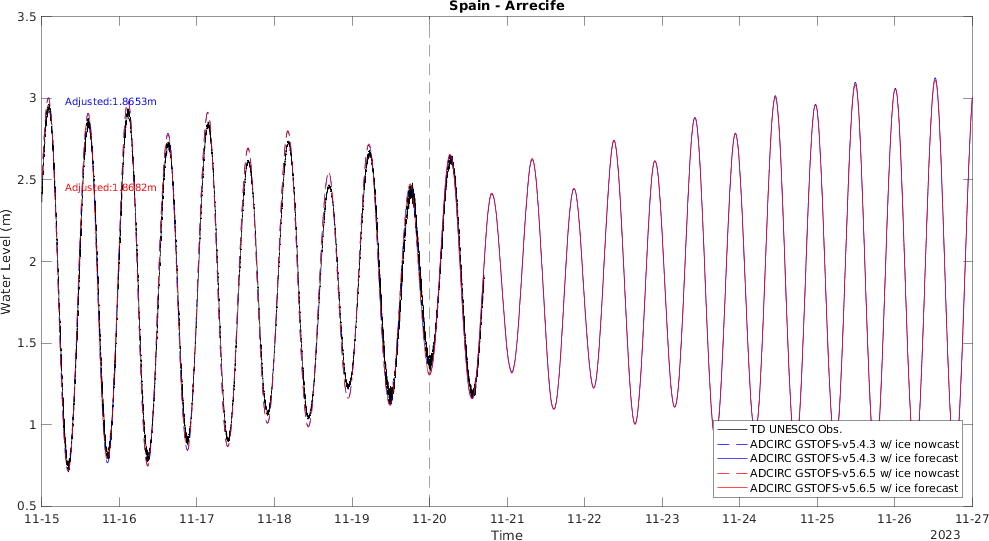 Spain - Arrecife
3.5
3
2.5
2
1.5
1
0.5
Water Level (m)
Adjusted:1.8653m
Adjusted:1.8682m
TD UNESCO Obs.
ADCIRC GSTOFS-v5.4.3 w/ ice nowcast
ADCIRC GSTOFS-v5.4.3 w/ ice forecast
ADCIRC GSTOFS-v5.6.5 w/ ice nowcast
ADCIRC GSTOFS-v5.6.5 w/ ice forecast
11-15 11-16 11-17 11-18 11-19 11-20 11-21 11-22 11-23 11-24 11-25 11-26 11-27
Time
2023